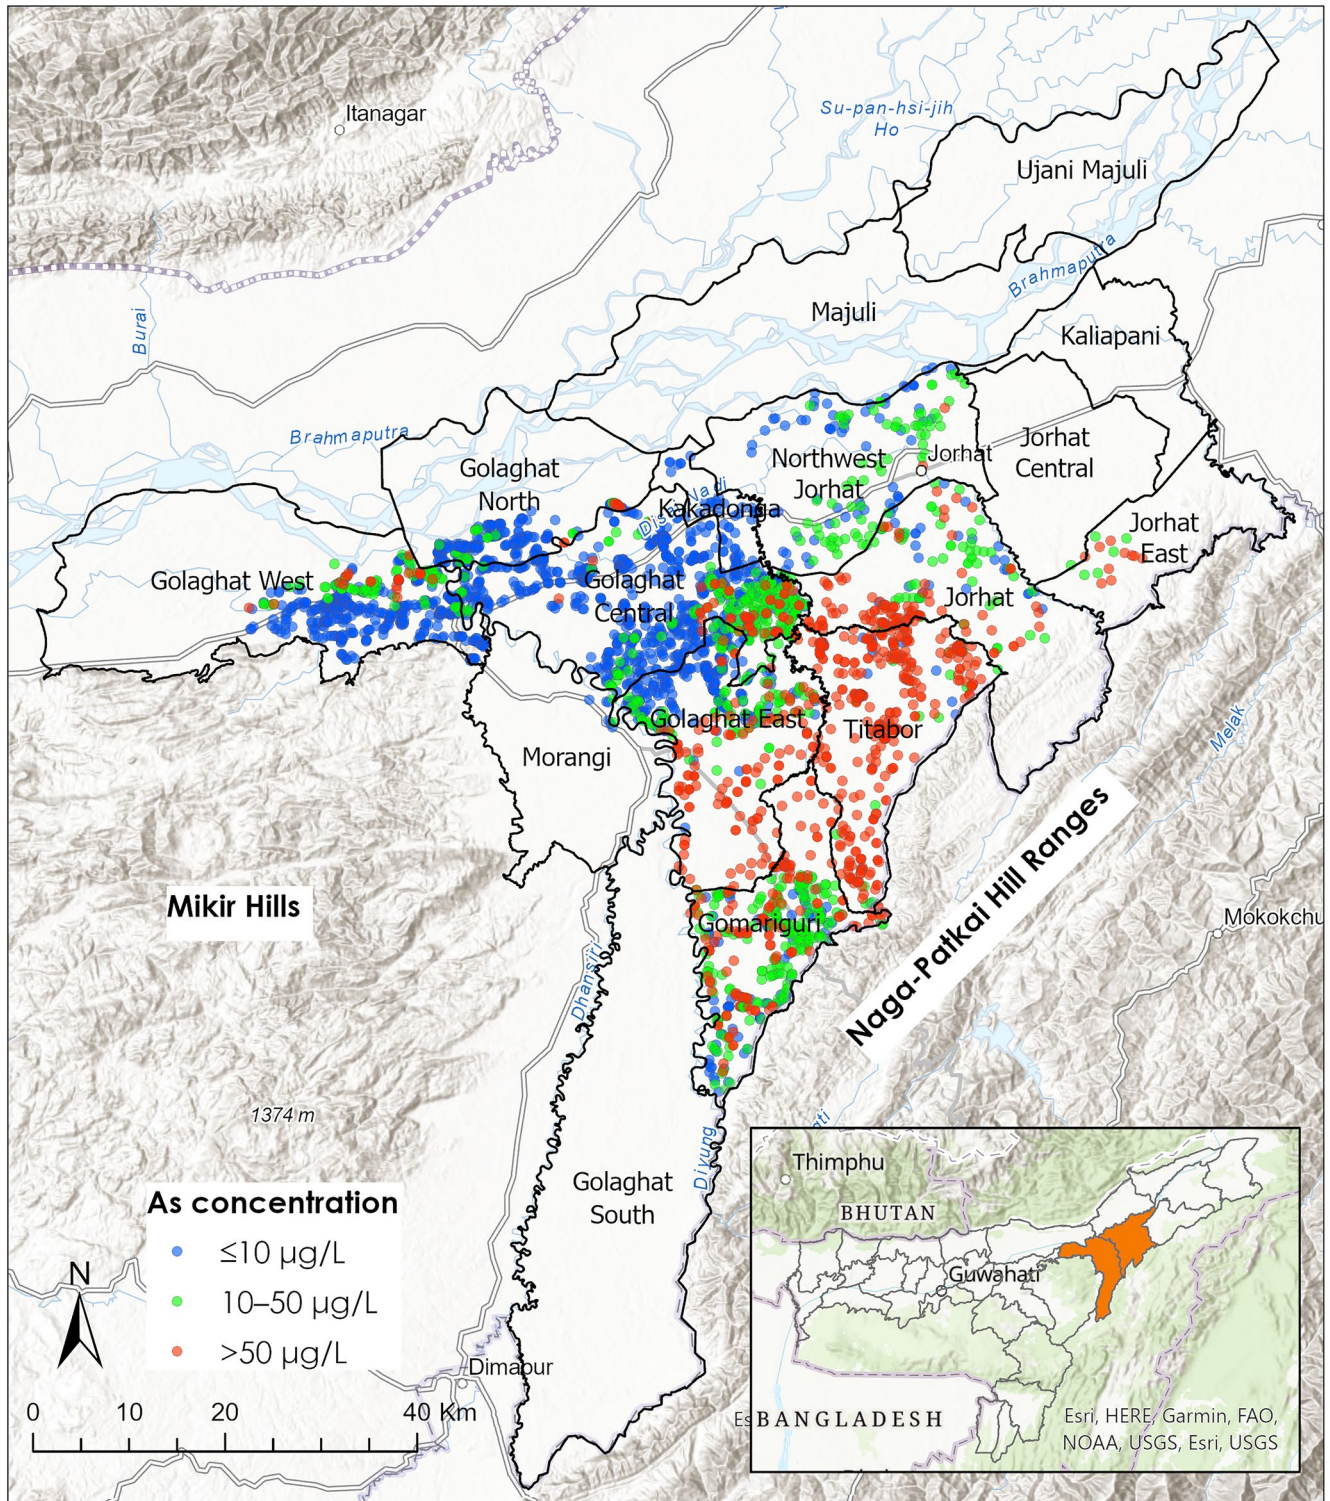 Itanagar
Su-pan-hsi-jih
Ho
Ujani Majuli
Burai
Brahmaputra
Majuli
Kaliapani
Brahmaputra
Golaghat
North
Northwest
Jorhat
Jorhat
Jorhat
Central
Kakadonga
Jorhat
East
Golaghat West
Golaghat
Central
Jorhat
Golaghat East
Titabor
Morangi
Melak
Mikir Hills
Gomariguri
Naga-Patkai Hill Ranges
Mokokchu
Dhansiri
1374 m
Diyung
Golaghat
South
As concentration
≤10 µg/L
10–50 µg/L
>50 µg/L
N
Dimapur
0 10 20 40 Km
Thimphu
BHUTAN
Guwahati
BANGLADESH
Esri, HERE, Garmin, FAO,
NOAA, USGS, Esri, USGS